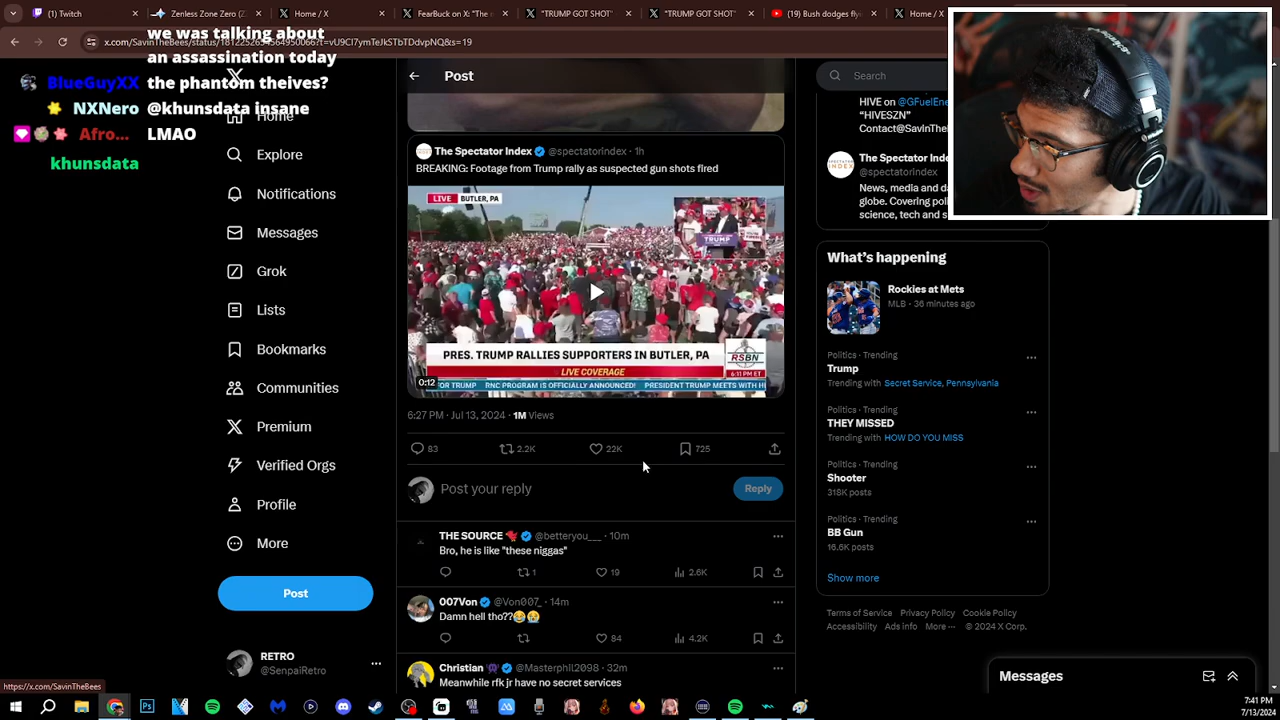 Twitch
Zenless Zone Zero (Z
Home / X
FearBuck on X: "The t
"TRUMP GOT SHOT"
"TRUMP GOT SHOT"
(19) Bush dodges fly
Home / X
we was talking about
an assassination today
BlueGuyXX the phantom theives?
NXNero @khunsdata insane
Afro... LMAO
khunsdata
Home
Explore
Notifications
Messages
Grok
Lists
Bookmarks
Communities
Premium
Verified Orgs
Profile
More
Post
RETRO
@SenpaiRetro
Post
The Spectator Index @spectatorindex · 1h
BREAKING: Footage from Trump rally as suspected gun shots fired
LIVE BUTLER, PA
TRUMP
PRES. TRUMP RALLIES SUPPORTERS IN BUTLER, PA
LIVE COVERAGE
RSBN
6:11 PM ET
0:12
OR TRUMP RNC PROGRAM IS OFFICIALLY ANNOUNCED! PRESIDENT TRUMP MEETS WITH
6:27 PM · Jul 13, 2024 · 1M Views
83 2.2K 22K 725
Post your reply
Reply
THE SOURCE @betteryou___ · 10m
Bro, he is like "these niggas"
1 19 2.6K
007Von @Von007_ · 14m
Damn hell tho??😂😭
84 4.2K
Christian @Masterphil2098 · 32m
Meanwhile rfk jr have no secret services
Search
HIVE on @GFuelEne
"HIVESZN"
Contact@SavinTheB
The Spectator Inde
@spectatorindex
News, media and da
globe. Covering poli
science, tech and s
What's happening
Rockies at Mets
MLB · 36 minutes ago
Politics · Trending
Trump
Trending with Secret Service, Pennsylvania
Politics · Trending
THEY MISSED
Trending with HOW DO YOU MISS
Politics · Trending
Shooter
318K posts
Politics · Trending
BB Gun
16.6K posts
Show more
Terms of Service Privacy Policy Cookie Policy
Accessibility Ads info More ··· © 2024 X Corp.
Messages
https://x.com/SavinTheBees
7:41 PM
7/13/2024